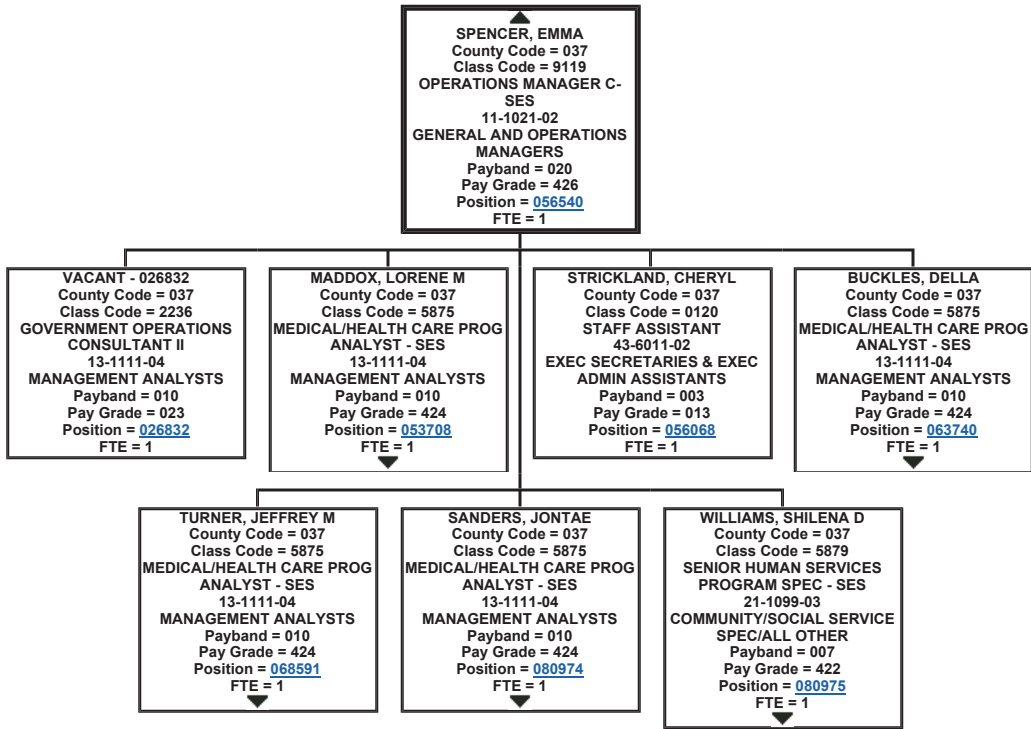 SPENCER, EMMA
County Code = 037
Class Code = 9119
OPERATIONS MANAGER C-
SES
11-1021-02
GENERAL AND OPERATIONS
MANAGERS
Payband = 020
Pay Grade = 426
Position = 056540
FTE = 1
VACANT - 026832
County Code = 037
Class Code = 2236
GOVERNMENT OPERATIONS
CONSULTANT II
13-1111-04
MANAGEMENT ANALYSTS
Payband = 010
Pay Grade = 023
Position = 026832
FTE = 1
MADDOX, LORENE M
County Code = 037
Class Code = 5875
MEDICAL/HEALTH CARE PROG
ANALYST - SES
13-1111-04
MANAGEMENT ANALYSTS
Payband = 010
Pay Grade = 424
Position = 053708
FTE = 1
STRICKLAND, CHERYL
County Code = 037
Class Code = 0120
STAFF ASSISTANT
43-6011-02
EXEC SECRETARIES & EXEC
ADMIN ASSISTANTS
Payband = 003
Pay Grade = 013
Position = 056068
FTE = 1
BUCKLES, DELLA
County Code = 037
Class Code = 5875
MEDICAL/HEALTH CARE PROG
ANALYST - SES
13-1111-04
MANAGEMENT ANALYSTS
Payband = 010
Pay Grade = 424
Position = 063740
FTE = 1
TURNER, JEFFREY M
County Code = 037
Class Code = 5875
MEDICAL/HEALTH CARE PROG
ANALYST - SES
13-1111-04
MANAGEMENT ANALYSTS
Payband = 010
Pay Grade = 424
Position = 068591
FTE = 1
SANDERS, JONTAE
County Code = 037
Class Code = 5875
MEDICAL/HEALTH CARE PROG
ANALYST - SES
13-1111-04
MANAGEMENT ANALYSTS
Payband = 010
Pay Grade = 424
Position = 080974
FTE = 1
WILLIAMS, SHILENA D
County Code = 037
Class Code = 5879
SENIOR HUMAN SERVICES
PROGRAM SPEC - SES
21-1099-03
COMMUNITY/SOCIAL SERVICE
SPEC/ALL OTHER
Payband = 007
Pay Grade = 422
Position = 080975
FTE = 1